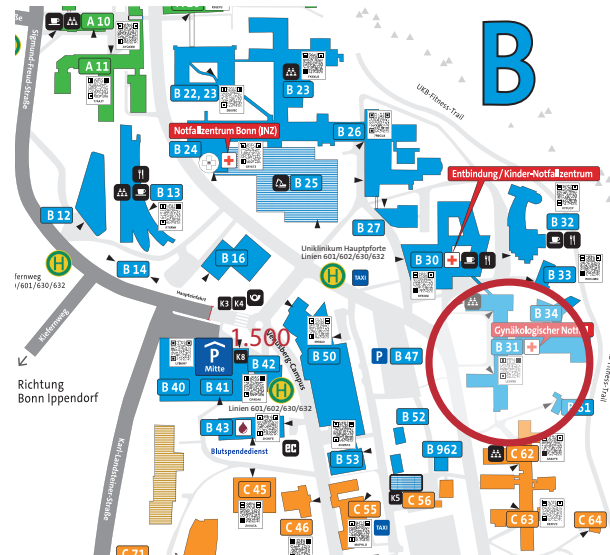 A 10
A 11
Sigmund-Freud-Straße
B
B 22, 23
B 23
UKB-Fitness-Trail
Notfallzentrum Bonn (INZ)
B 24
B 26
B 25
Entbindung / Kinder-Notfallzentrum
B 12
B 13
B 27
B 32
B 16
Uniklinikum Hauptpforte
Linien 601/602/630/632
TAXI
B 30
B 33
B 14
Haupteinfahrt
K3 K4
Kiefernweg
1.500
B 34
Gynäkologischer Notf
B 31
P
Mitte
K8
B 42
B 50
P
B 47
Richtung
Bonn Ippendorf
B 40
B 41
Linien 601/602/630/632
B 43
B 52
B 61
Blutspendedienst
EC
B 53
B 962
C 62
Karl-Landsteiner-Straße
C 45
K5
C 56
C 55
C 46
TAXI
C 63
C 64
C 71